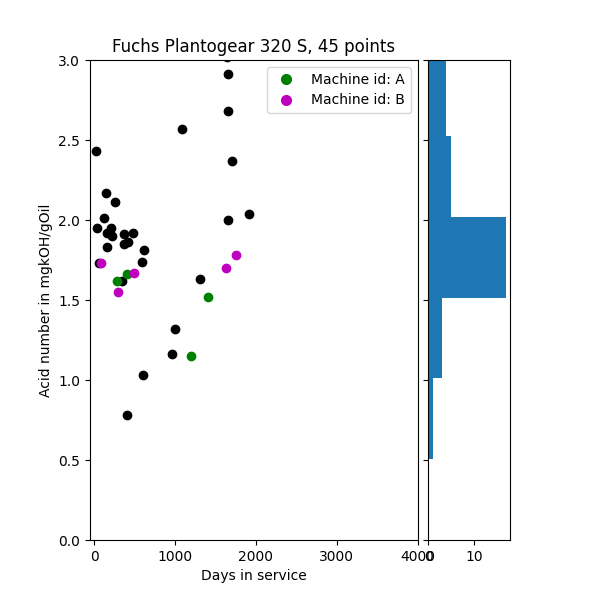 Fuchs Plantogear 320 S, 45 points
Machine id: A
Machine id: B
3.0
2.5
2.0
1.5
1.0
0.5
0.0
Acid number in mgkOH/gOil
0 1000 2000 3000 4000 0 10
Days in service